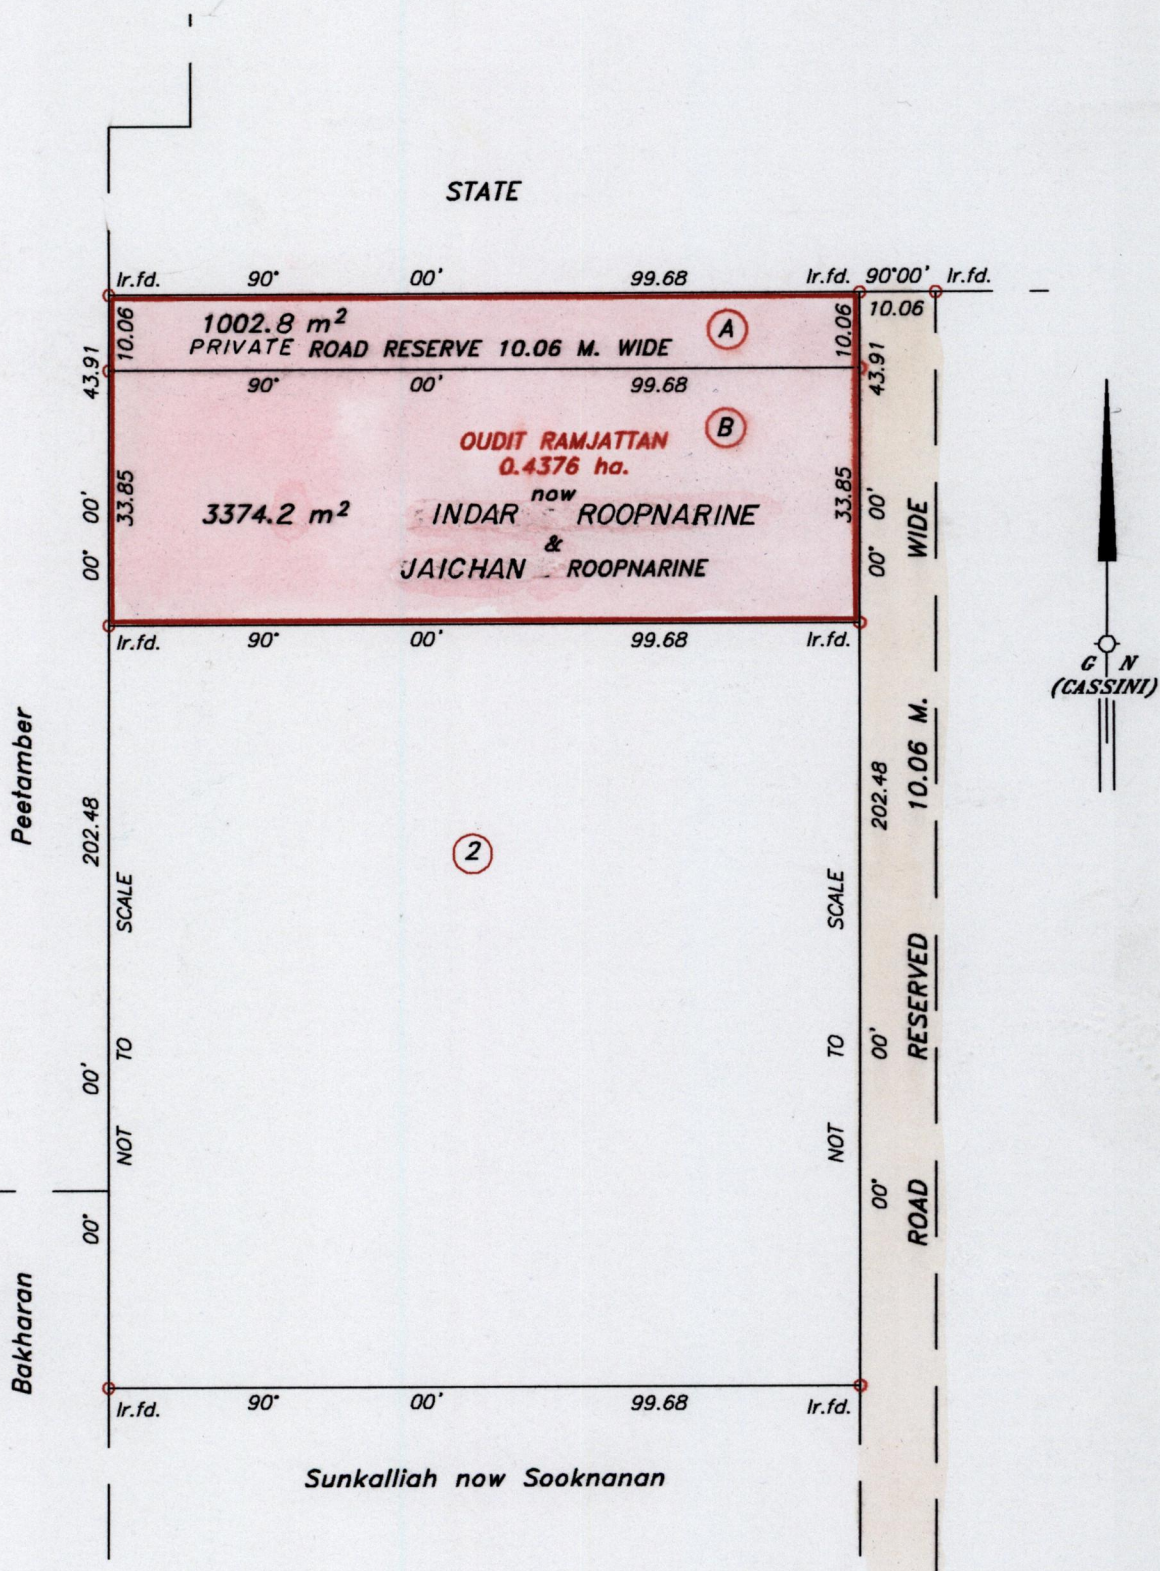 STATE
Ir.fd. 90° 00' 99.68 Ir.fd. 90°00' Ir.fd.
10.06
10.06
10.06
1002.8 m²
A
PRIVATE ROAD RESERVE 10.06 M. WIDE
43.91
43.91
90° 00' 99.68
B
OUDIT RAMJATTAN
0.4376 ha.
now
3374.2 m² INDAR ROOPNARINE
&
JAICHAN ROOPNARINE
33.85
33.85
00° 00'
00° 00'
Ir.fd. 90° 00' 99.68 Ir.fd.
G N
(CASSINI)
Peetamber
202.48
202.48
2
NOT TO SCALE
NOT TO SCALE
00° 00'
00° 00'
ROAD RESERVED 10.06 M. WIDE
Bakharan
Ir.fd. 90° 00' 99.68 Ir.fd.
Sunkalliah now Sooknanan